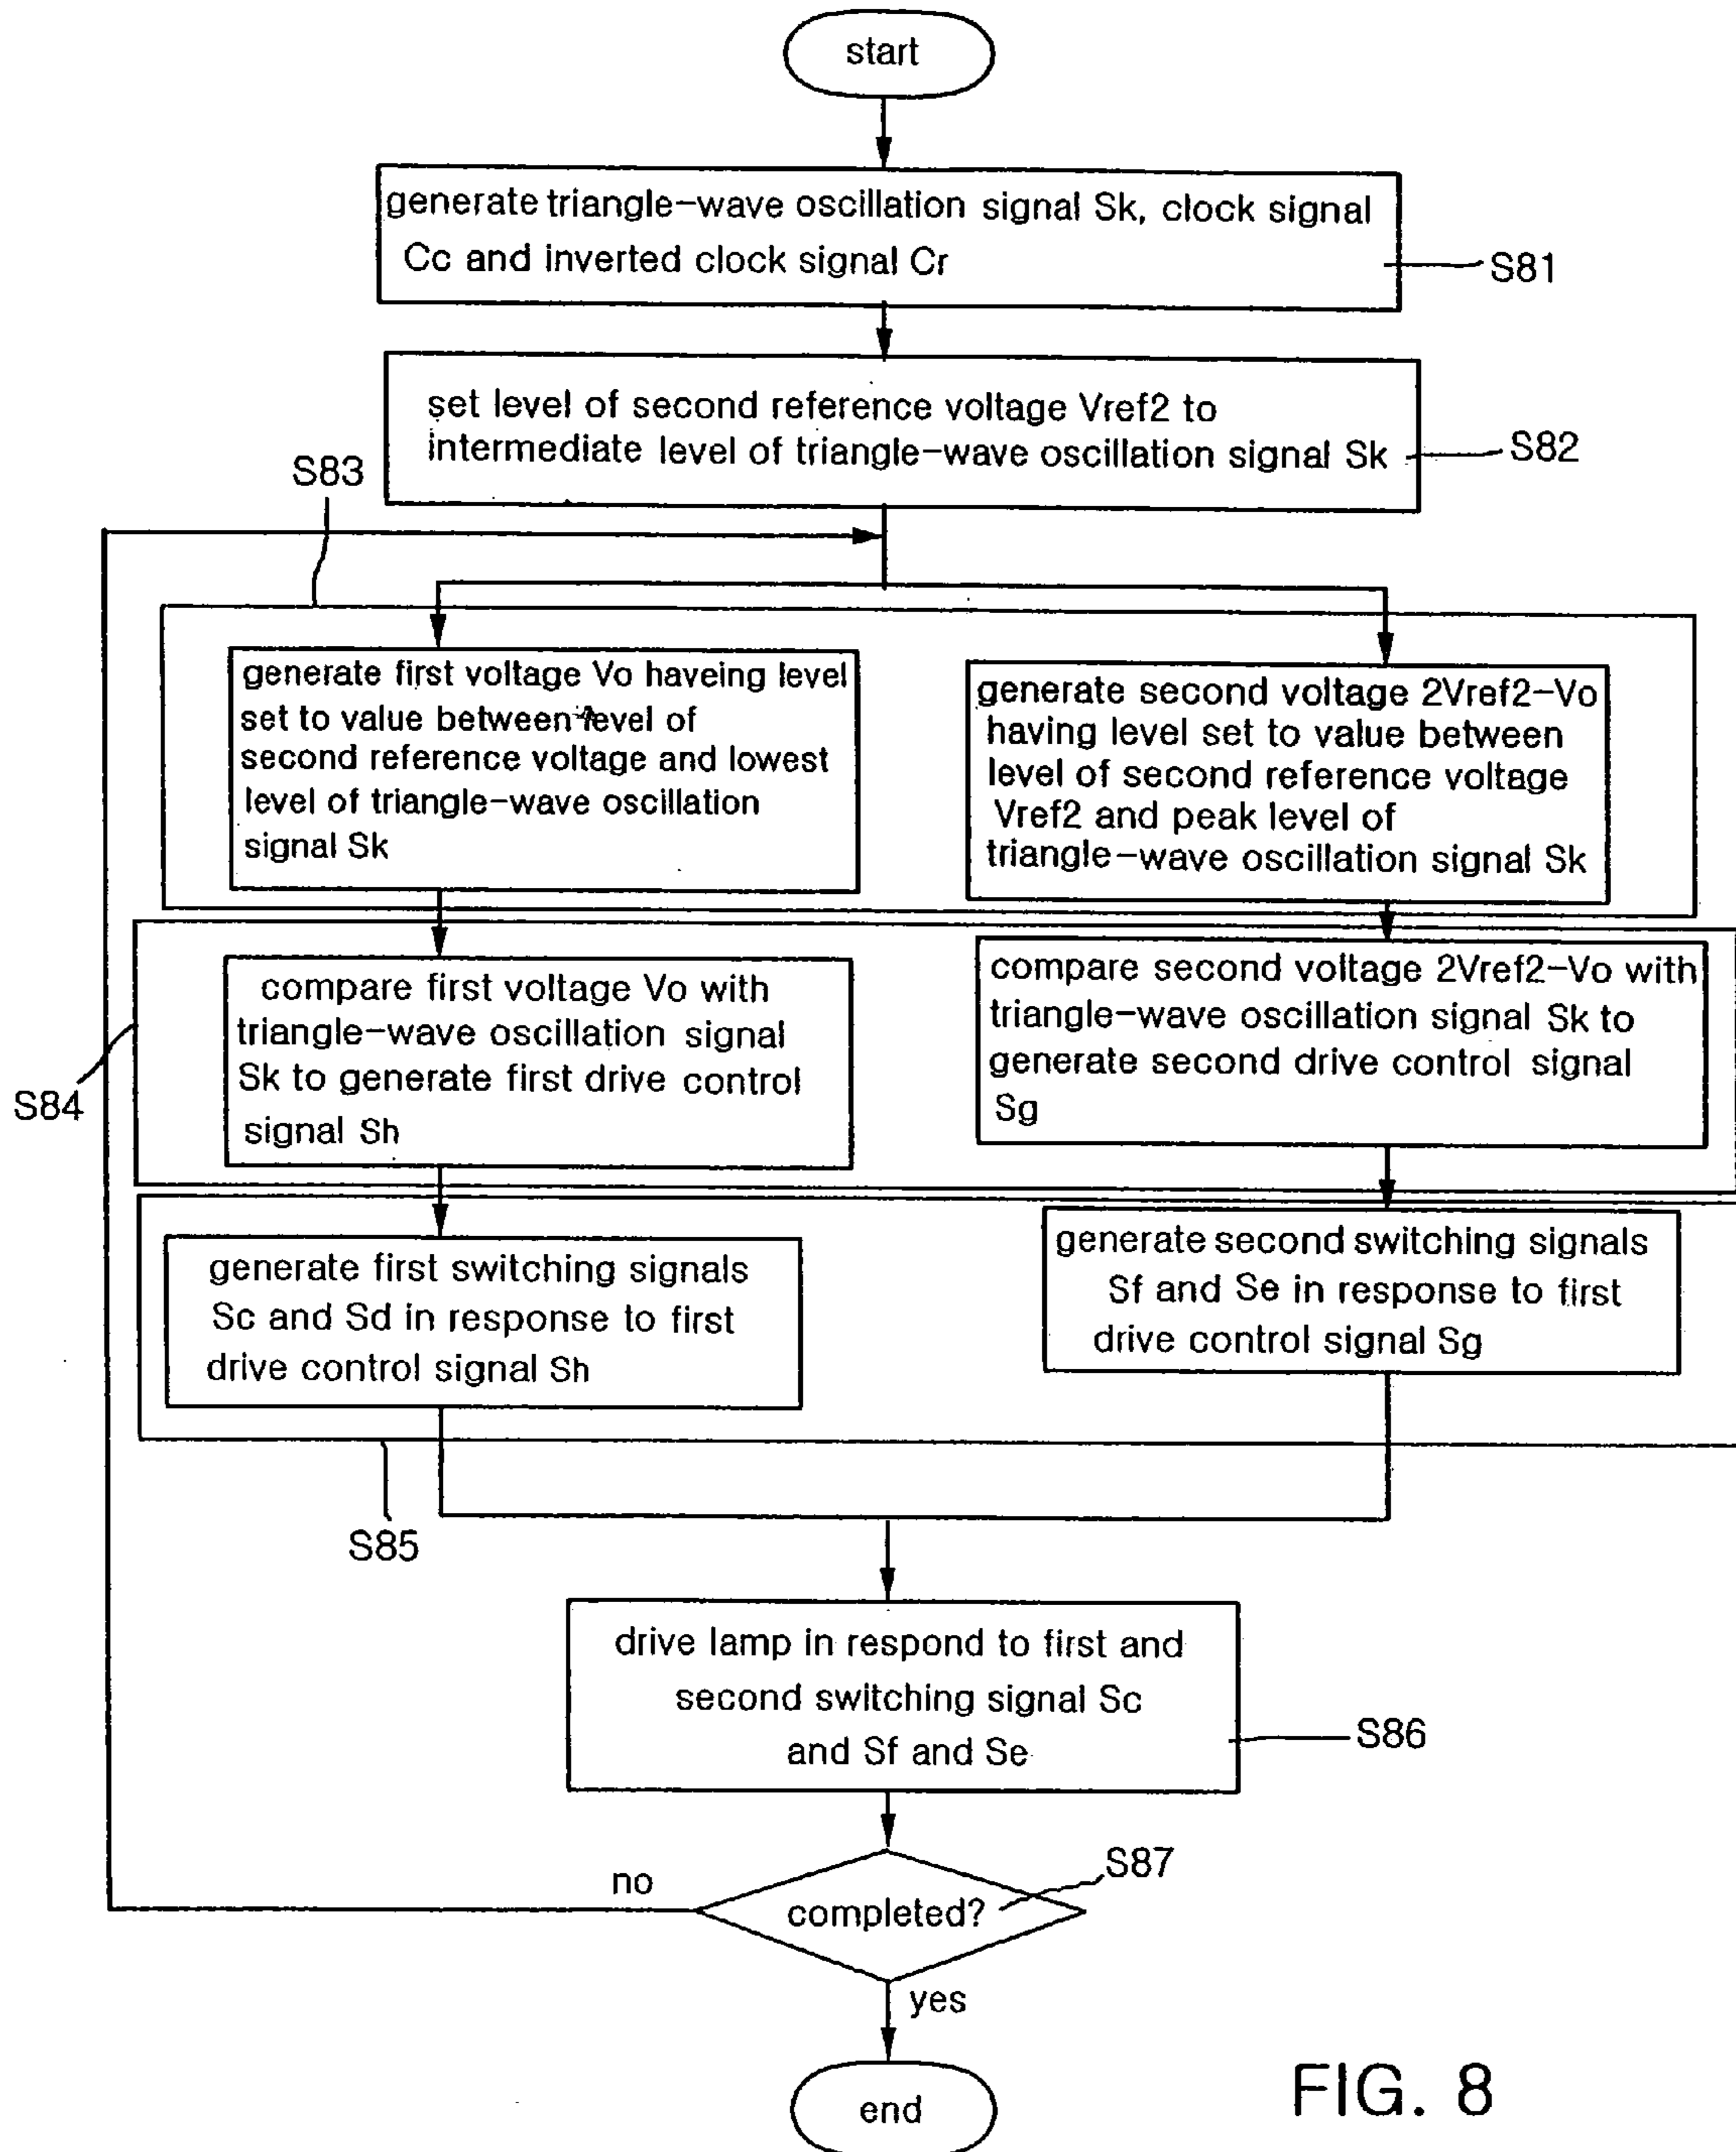 start
generate triangle-wave oscillation signal Sk, clock signal
Cc and inverted clock signal Cr
S81
set level of second reference voltage Vref2 to
intermediate level of triangle-wave oscillation signal Sk
S82
S83
generate first voltage Vo haveing level
set to value between level of
second reference voltage and lowest
level of triangle-wave oscillation
signal Sk
generate second voltage 2Vref2-Vo
having level set to value between
level of second reference voltage
Vref2 and peak level of
triangle-wave oscillation signal Sk
compare first voltage Vo with
triangle-wave oscillation signal
Sk to generate first drive control
signal Sh
compare second voltage 2Vref2-Vo with
triangle-wave oscillation signal Sk to
generate second drive control signal
Sg
S84
generate first switching signals
Sc and Sd in response to first
drive control signal Sh
generate second switching signals
Sf and Se in response to first
drive control signal Sg
S85
drive lamp in respond to first and
second switching signal Sc
and Sf and Se
S86
S87
no
completed?
yes
end
FIG. 8